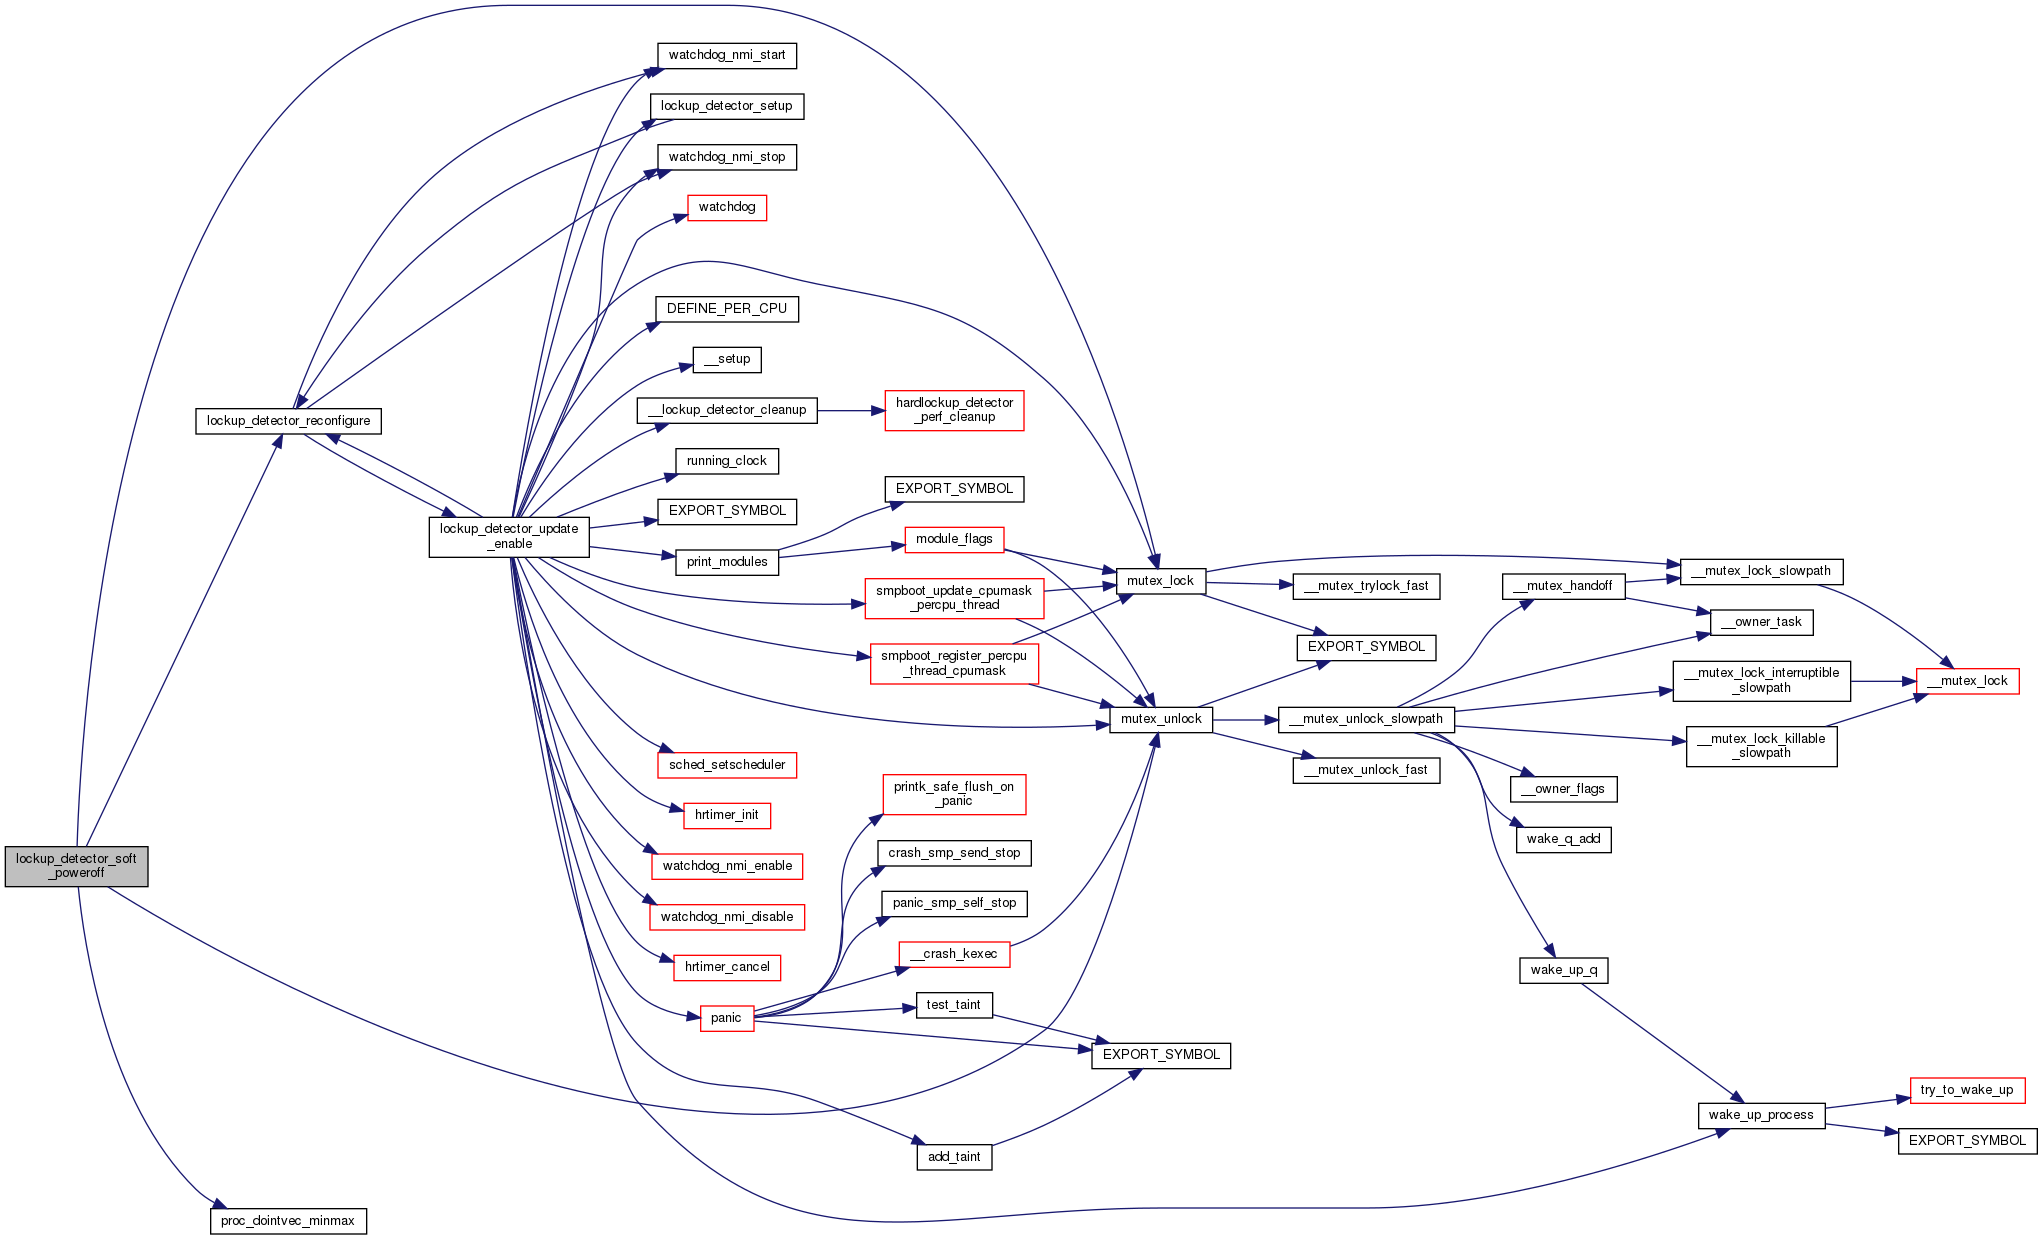 watchdog_nmi_start
lockup_detector_setup
watchdog_nmi_stop
watchdog
DEFINE_PER_CPU
__setup
__lockup_detector_cleanup
hardlockup_detector
_perf_cleanup
lockup_detector_reconfigure
running_clock
EXPORT_SYMBOL
EXPORT_SYMBOL
lockup_detector_update
_enable
print_modules
module_flags
smpboot_update_cpumask
_percpu_thread
smpboot_register_percpu
_thread_cpumask
mutex_lock
mutex_unlock
__mutex_trylock_fast
EXPORT_SYMBOL
__mutex_unlock_slowpath
__mutex_unlock_fast
__mutex_handoff
__mutex_lock_slowpath
__owner_task
__mutex_lock_interruptible
_slowpath
__mutex_lock_killable
_slowpath
__mutex_lock
__owner_flags
wake_q_add
wake_up_q
sched_setscheduler
hrtimer_init
watchdog_nmi_enable
watchdog_nmi_disable
hrtimer_cancel
panic
printk_safe_flush_on
_panic
crash_smp_send_stop
panic_smp_self_stop
__crash_kexec
test_taint
EXPORT_SYMBOL
add_taint
lockup_detector_soft
_poweroff
proc_dointvec_minmax
wake_up_process
try_to_wake_up
EXPORT_SYMBOL